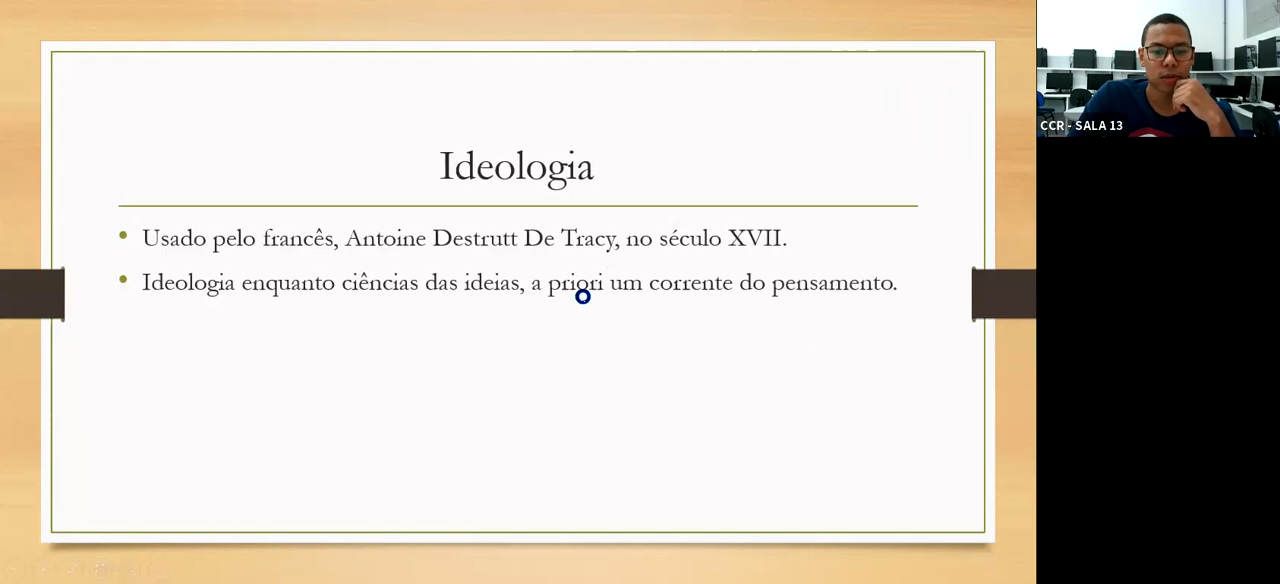 Ideologia
Usado pelo francês, Antoine Destrutt De Tracy, no século XVII.
Ideologia enquanto ciências das ideias, a priori um corrente do pensamento.
CCR - SALA 13